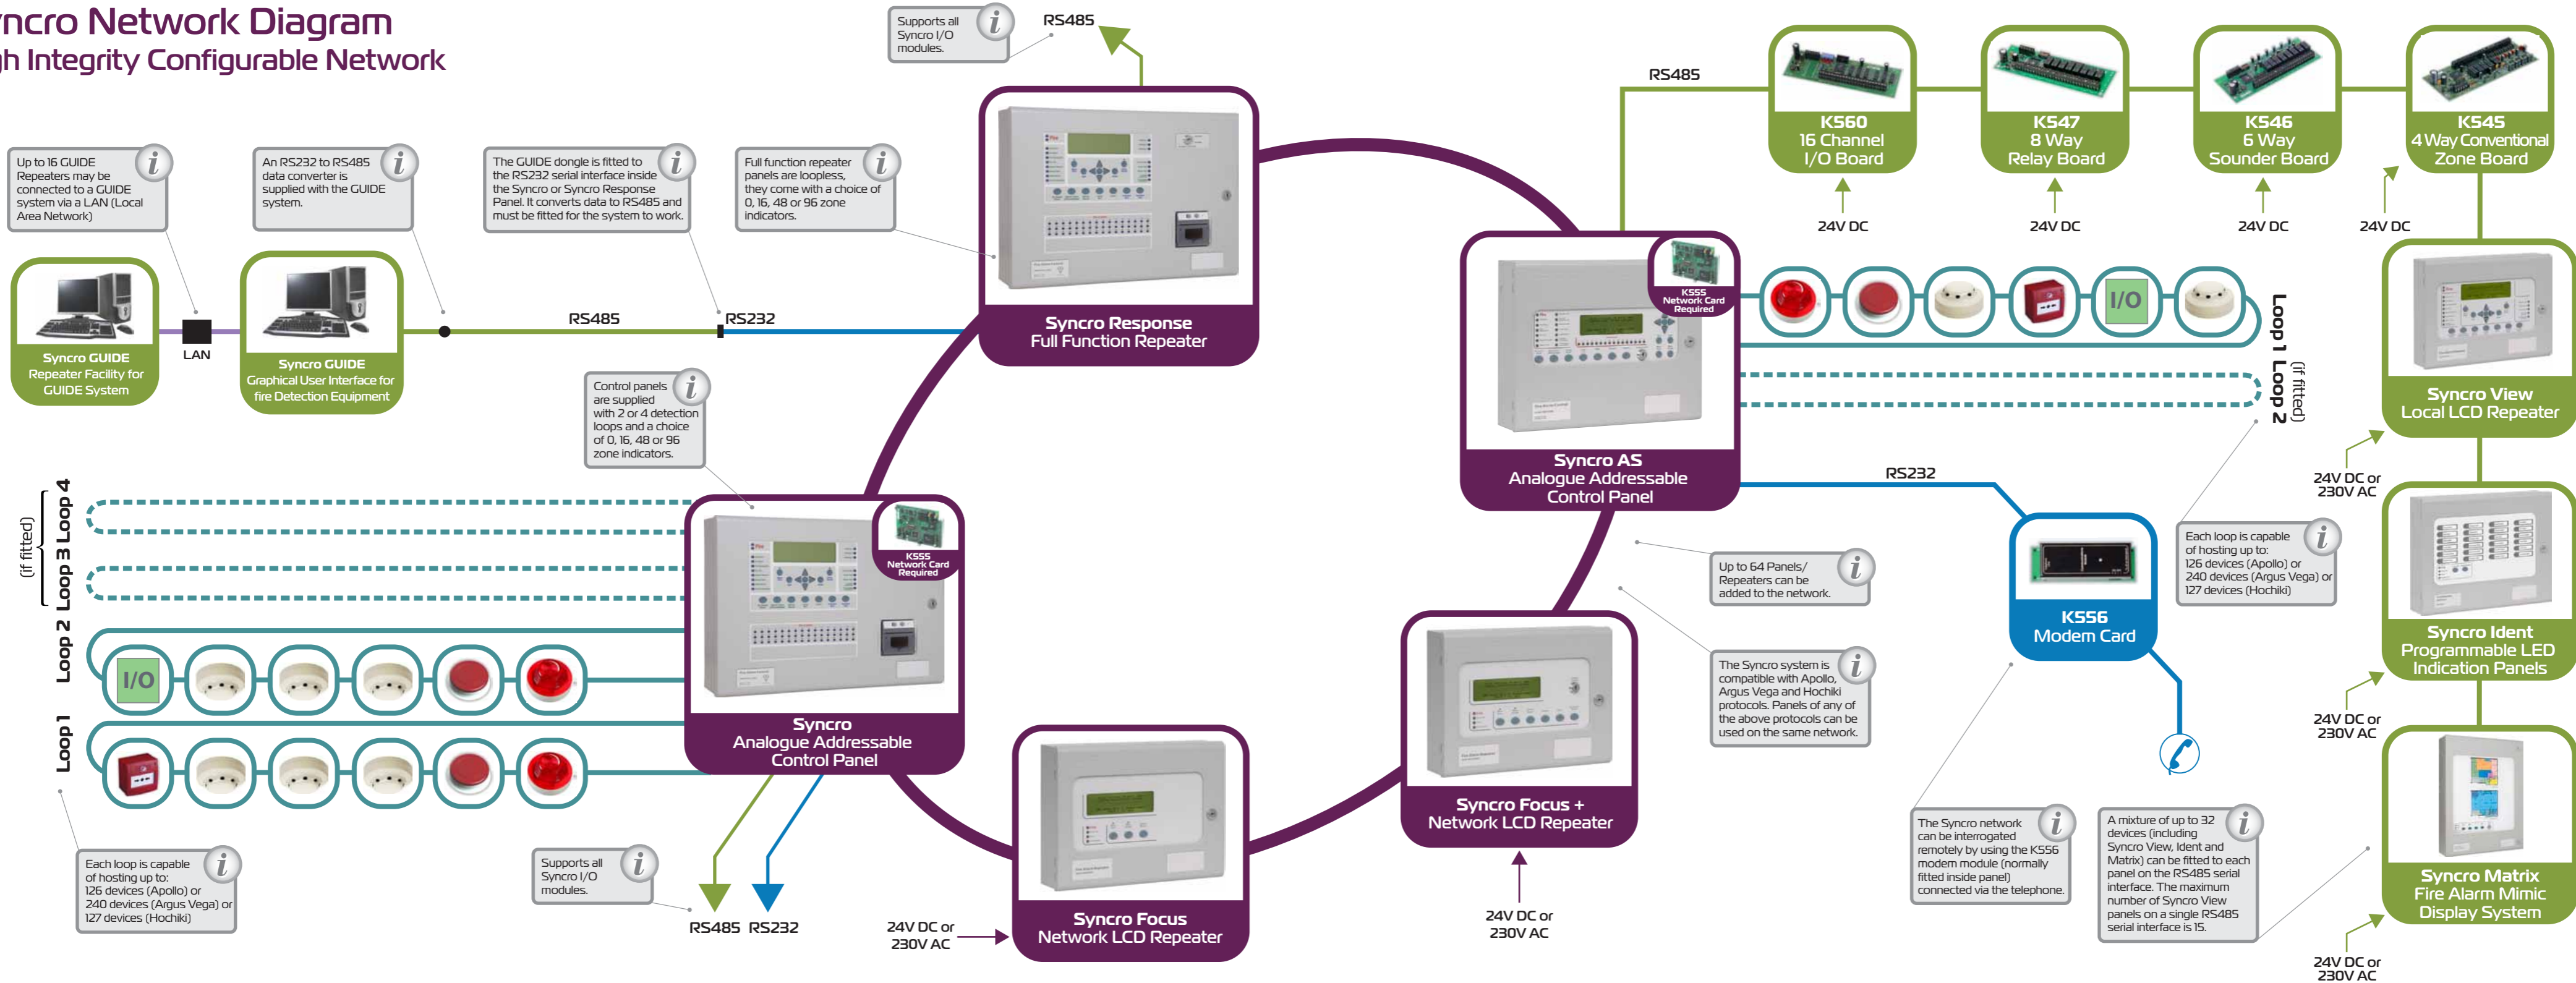 yncro Network Diagram
gh Integrity Configurable Network
Supports all
Syncro I/O
modules.
RS485
Up to 16 GUIDE
Repeaters may be
connected to a GUIDE
system via a LAN (Local
Area Network)
An RS232 to RS485
data converter is
supplied with the GUIDE
system.
The GUIDE dongle is fitted to
the RS232 serial interface inside
the Syncro or Syncro Response
Panel. It converts data to RS485 and
must be fitted for the system to work.
Full function repeater
panels are loopless,
they come with a choice of
0, 16, 48 or 96 zone
indicators.
Syncro GUIDE
Repeater Facility for
GUIDE System
LAN
Syncro GUIDE
Graphical User Interface for
fire Detection Equipment
RS485
RS232
Syncro Response
Full Function Repeater
RS485
K560
16 Channel
I/O Board
K547
8 Way
Relay Board
K546
6 Way
Sounder Board
K545
4 Way Conventional
Zone Board
24V DC
24V DC
24V DC
24V DC
K555
Network Card
Required
Syncro AS
Analogue Addressable
Control Panel
I/O
Loop 1
Loop 2
(if fitted)
Syncro View
Local LCD Repeater
24V DC or
230V AC
Control panels
are supplied
with 2 or 4 detection
loops and a choice
of 0, 16, 48 or 96
zone indicators.
(if fitted)
Loop 4
Loop 3
Loop 2
Loop 1
I/O
K555
Network Card
Required
Syncro
Analogue Addressable
Control Panel
Each loop is capable
of hosting up to:
126 devices (Apollo) or
240 devices (Argus Vega) or
127 devices (Hochiki)
Supports all
Syncro I/O
modules.
RS485
RS232
24V DC or
230V AC
Syncro Focus
Network LCD Repeater
Syncro Focus +
Network LCD Repeater
24V DC or
230V AC
Up to 64 Panels/
Repeaters can be
added to the network.
The Syncro system is
compatible with Apollo,
Argus Vega and Hochiki
protocols. Panels of any of
the above protocols can be
used on the same network.
RS232
K556
Modem Card
Each loop is capable
of hosting up to:
126 devices (Apollo) or
240 devices (Argus Vega) or
127 devices (Hochiki)
The Syncro network
can be interrogated
remotely by using the K556
modem module (normally
fitted inside panel)
connected via the telephone.
A mixture of up to 32
devices (including
Syncro View, Ident and
Matrix) can be fitted to each
panel on the RS485 serial
interface. The maximum
number of Syncro View
panels on a single RS485
serial interface is 15.
Syncro Ident
Programmable LED
Indication Panels
24V DC or
230V AC
Syncro Matrix
Fire Alarm Mimic
Display System
24V DC or
230V AC